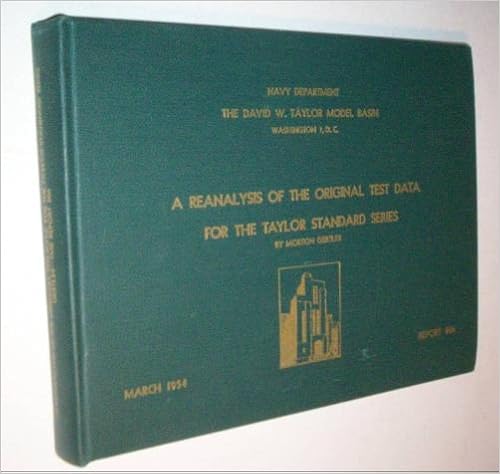 NAVY DEPARTMENT
THE DAVID W. TAYLOR MODEL BASIN
WASHINGTON 7, D.C.
A REANALYSIS OF THE ORIGINAL TEST DATA
FOR THE TAYLOR STANDARD SERIES
BY MORTON GERTLER
MARCH 1954
REPORT